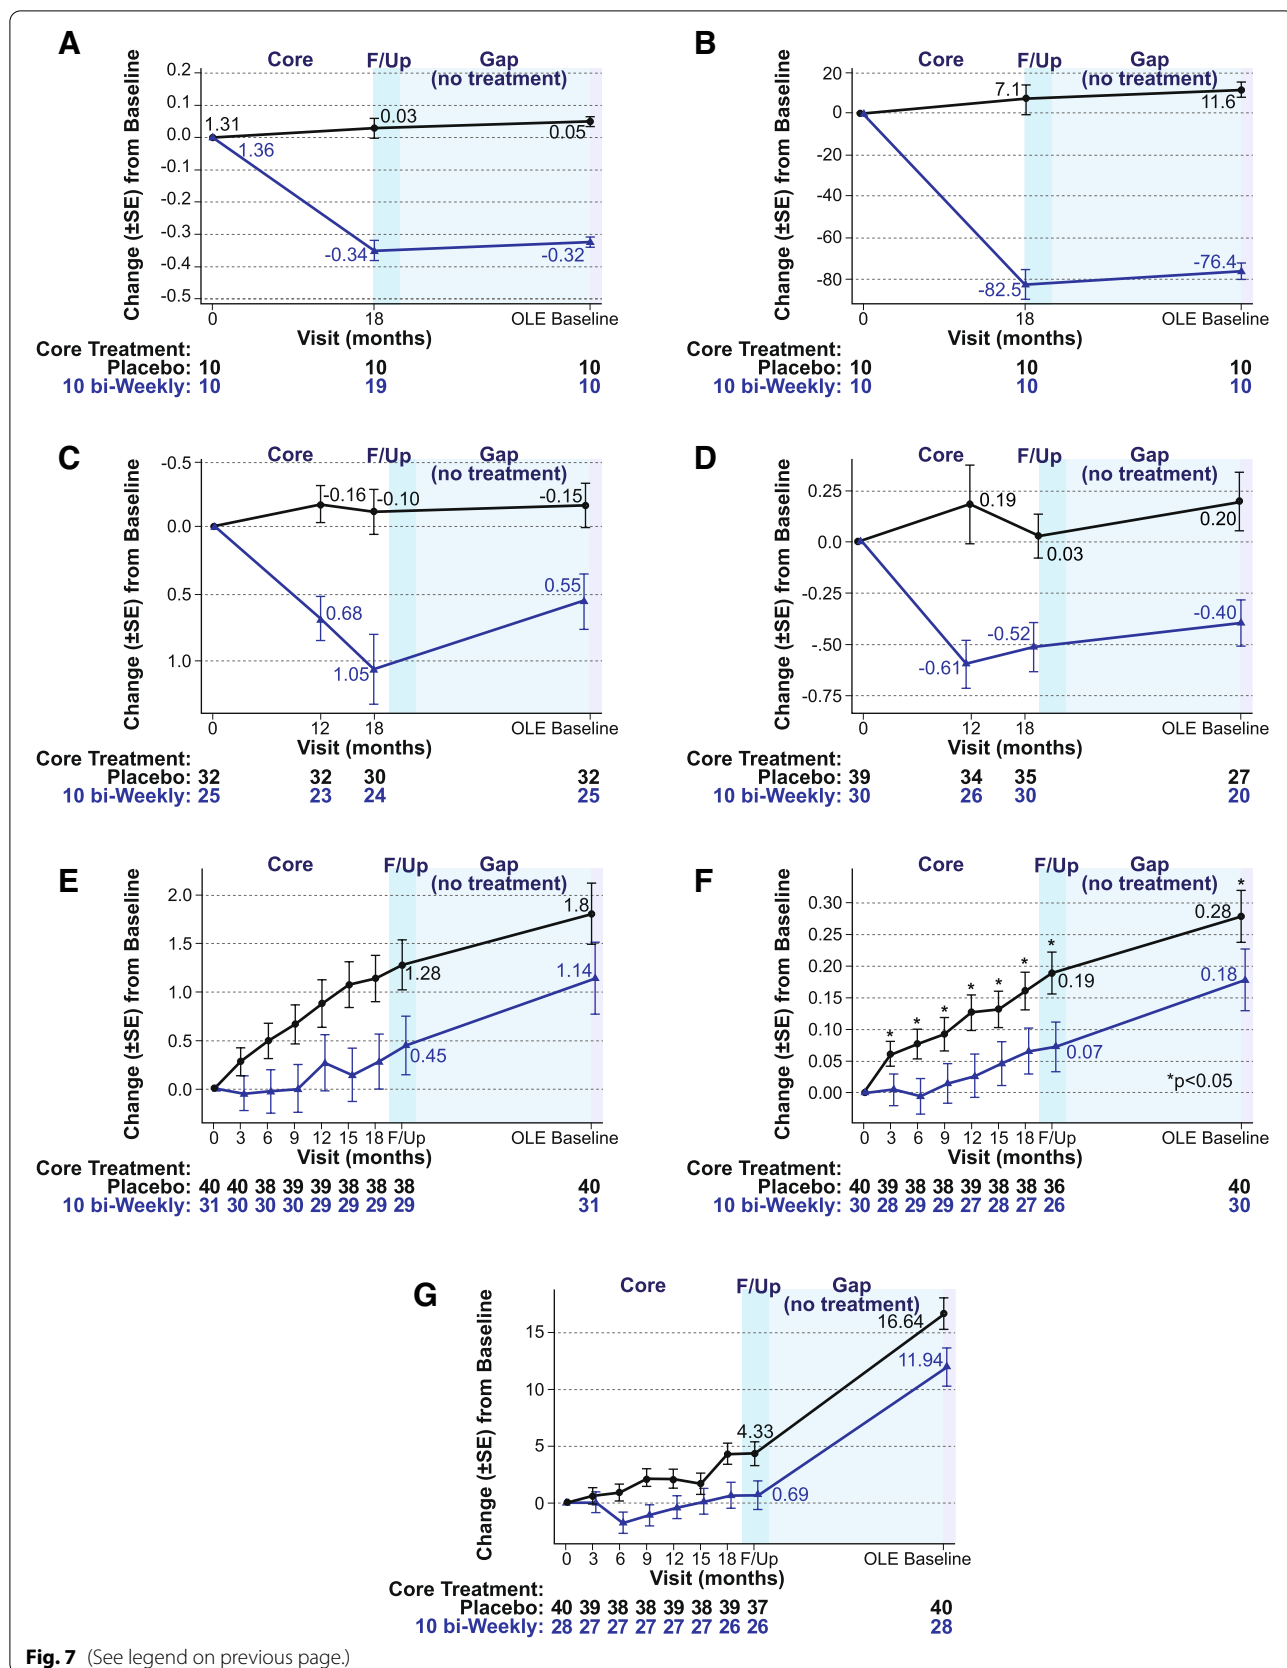 A
Core F/Up Gap
(no treatment)
Change (±SE) from Baseline
0.2
0.1
0.0
-0.1
-0.2
-0.3
-0.4
-0.5
1.31
1.36
-0.03
0.05
-0.34
-0.32
0 18 OLE Baseline
Visit (months)
Core Treatment:
Placebo: 10 10 10
10 bi-Weekly: 10 19 10
B
Core F/Up Gap
(no treatment)
Change (±SE) from Baseline
20
0
-20
-40
-60
-80
7.1
11.6
-82.5
-76.4
0 18 OLE Baseline
Visit (months)
Core Treatment:
Placebo: 10 10 10
10 bi-Weekly: 10 10 10
C
Core F/Up Gap
(no treatment)
Change (±SE) from Baseline
-0.5
0.0
0.5
1.0
-0.16
-0.10
-0.15
0.68
1.05
0.55
0 12 18 OLE Baseline
Visit (months)
Core Treatment:
Placebo: 32 32 30 32
10 bi-Weekly: 25 23 24 25
D
Core F/Up Gap
(no treatment)
Change (±SE) from Baseline
0.25
0.0
-0.25
-.50
-0.75
0.19
0.03
0.20
-0.61
-0.52
-0.40
0 12 18 OLE Baseline
Visit (months)
Core Treatment:
Placebo: 39 34 35 27
10 bi-Weekly: 30 26 30 20
E
Core F/Up Gap
(no treatment)
Change (±SE) from Baseline
2.0
1.5
1.0
0.5
0.0
1.28
1.8
0.45
1.14
0 3 6 9 12 15 18 F/Up OLE Baseline
Visit (months)
Core Treatment:
Placebo: 40 40 38 39 39 38 38 38 40
10 bi-Weekly: 31 30 30 30 29 29 29 29 31
F
Core F/Up Gap
(no treatment)
Change (±SE) from Baseline
0.30
0.25
0.20
0.15
0.10
0.05
0.00
* * * * * * * *
0.19
0.28
0.07
0.18
*p<0.05
0 3 6 9 12 15 18 F/Up OLE Baseline
Visit (months)
Core Treatment:
Placebo: 40 39 38 38 39 38 38 36 40
10 bi-Weekly: 30 28 29 29 27 28 27 26 30
G
Core F/Up Gap
(no treatment)
Change (±SE) from Baseline
15
10
5
0
4.33
16.64
0.69
11.94
0 3 6 9 12 15 18 F/Up OLE Baseline
Visit (months)
Core Treatment:
Placebo: 40 39 38 38 39 38 39 37 40
10 bi-Weekly: 28 27 27 27 27 27 26 26 28
Fig. 7 (See legend on previous page.)